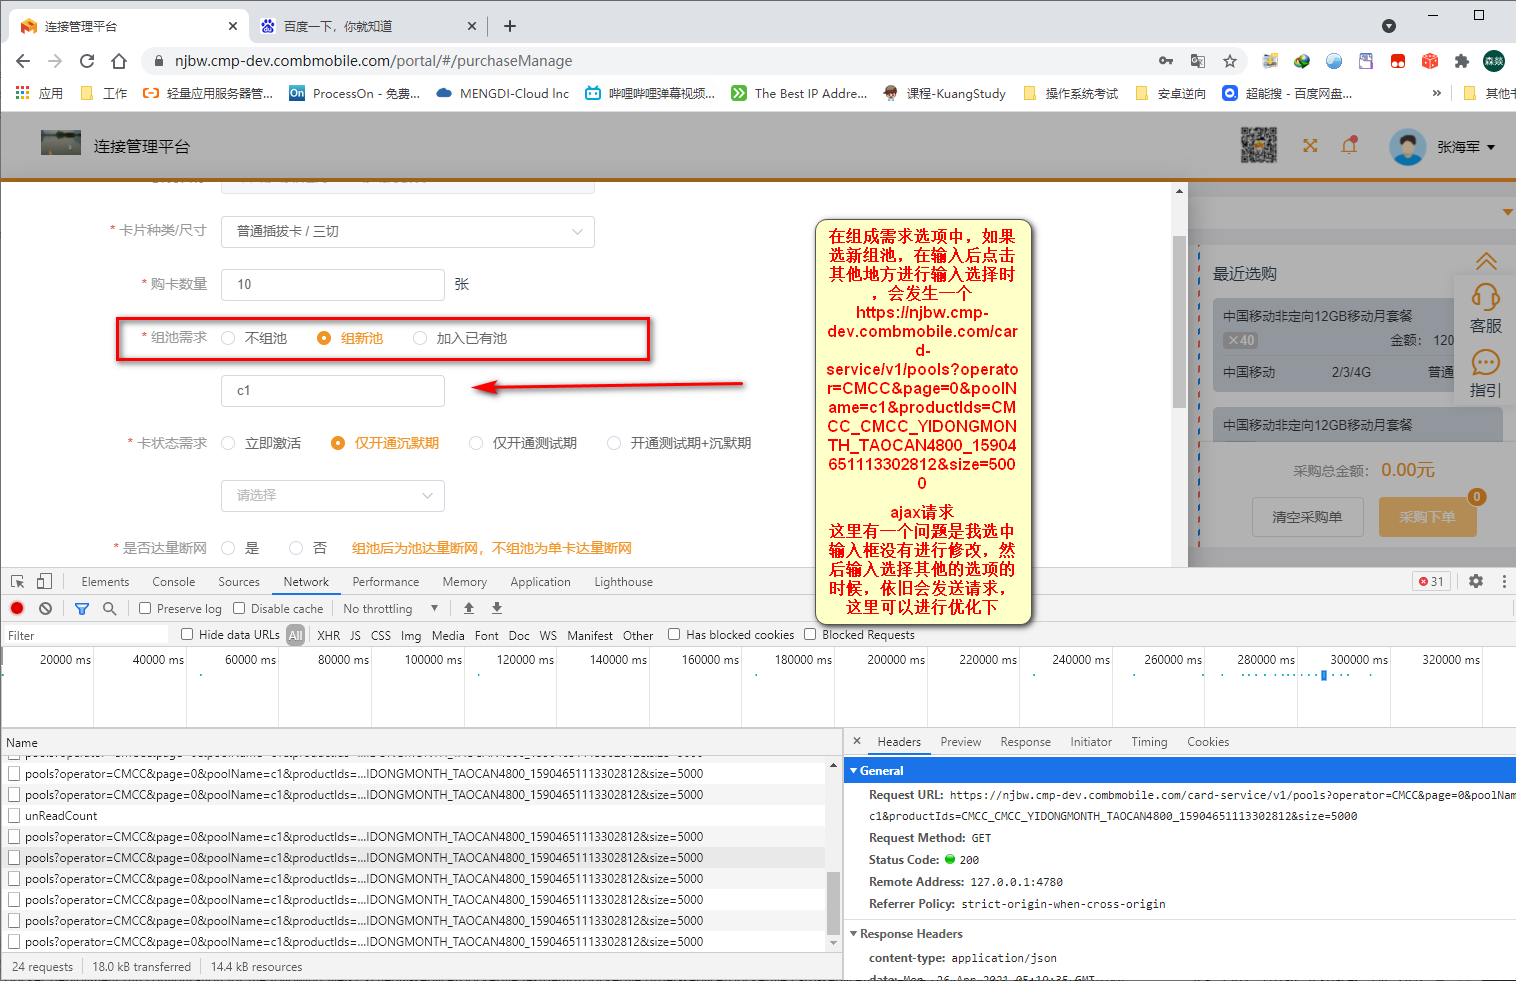 连接管理平台
百度一下，你就知道
njbw.cmp-dev.combmobile.com/portal/#/purchaseManage
森燚
应用
工作
轻量应用服务器管...
On
ProcessOn - 免费...
MENGDI-Cloud lnc
哔哩哔哩弹幕视频...
The Best IP Addre...
课程-KuangStudy
操作系统考试
安卓逆向
超能搜 - 百度网盘...
»
连接管理平台
张海军
* 卡片种类/尺寸
普通插拔卡 / 三切
* 购卡数量
10
张
* 组池需求
不组池
组新池
加入已有池
c1
* 卡状态需求
立即激活
仅开通沉默期
仅开通测试期
开通测试期+沉默期
请选择
* 是否达量断网
是
否
组池后为池达量断网，不组池为单卡达量断网
在组成需求选项中，如果
选新组池，在输入后点击
其他地方进行输入选择时
，会发生一个
https://njbw.cmp-
dev.combmobile.com/car
d-
service/v1/pools?operato
r=CMCC&page=0&poolN
ame=c1&productIds=CM
CC_CMCC_YIDONGMON
TH_TAOCAN4800_15904
651113302812&size=500
0
ajax请求
这里有一个问题是我选中
输入框没有进行修改，然
后输入选择其他的选项的
时候，依旧会发送请求，
这里可以进行优化下
最近选购
中国移动非定向12GB移动月套餐
×40
金额：
120
中国移动
2/3/4G
普通
中国移动非定向12GB移动月套餐
客服
指引
采购总金额：
0.00元
清空采购单
采购下单
0
Elements
Console
Sources
Network
Performance
Memory
Application
Lighthouse
31
Preserve log
Disable cache
No throttling
Filter
Hide data URLs
All
XHR
JS
CSS
Img
Media
Font
Doc
WS
Manifest
Other
Has blocked cookies
Blocked Requests
20000 ms
40000 ms
60000 ms
80000 ms
100000 ms
120000 ms
140000 ms
160000 ms
180000 ms
200000 ms
220000 ms
240000 ms
260000 ms
280000 ms
300000 ms
320000 ms
Name
pools?operator=CMCC&page=0&poolName=c1&productIds=...IDONGMONTH_TAOCAN4800_15904651113302812&size=5000
pools?operator=CMCC&page=0&poolName=c1&productIds=...IDONGMONTH_TAOCAN4800_15904651113302812&size=5000
unReadCount
pools?operator=CMCC&page=0&poolName=c1&productIds=...IDONGMONTH_TAOCAN4800_15904651113302812&size=5000
pools?operator=CMCC&page=0&poolName=c1&productIds=...IDONGMONTH_TAOCAN4800_15904651113302812&size=5000
pools?operator=CMCC&page=0&poolName=c1&productIds=...IDONGMONTH_TAOCAN4800_15904651113302812&size=5000
pools?operator=CMCC&page=0&poolName=c1&productIds=...IDONGMONTH_TAOCAN4800_15904651113302812&size=5000
pools?operator=CMCC&page=0&poolName=c1&productIds=...IDONGMONTH_TAOCAN4800_15904651113302812&size=5000
pools?operator=CMCC&page=0&poolName=c1&productIds=...IDONGMONTH_TAOCAN4800_15904651113302812&size=5000
24 requests
18.0 kB transferred
14.4 kB resources
Headers
Preview
Response
Initiator
Timing
Cookies
General
Request URL: https://njbw.cmp-dev.combmobile.com/card-service/v1/pools?operator=CMCC&page=0&poolNam
c1&productIds=CMCC_CMCC_YIDONGMONTH_TAOCAN4800_15904651113302812&size=5000
Request Method: GET
Status Code: 200
Remote Address: 127.0.0.1:4780
Referrer Policy: strict-origin-when-cross-origin
Response Headers
content-type: application/json
date: Mon, 26 Apr 2021 05:19:35 GMT